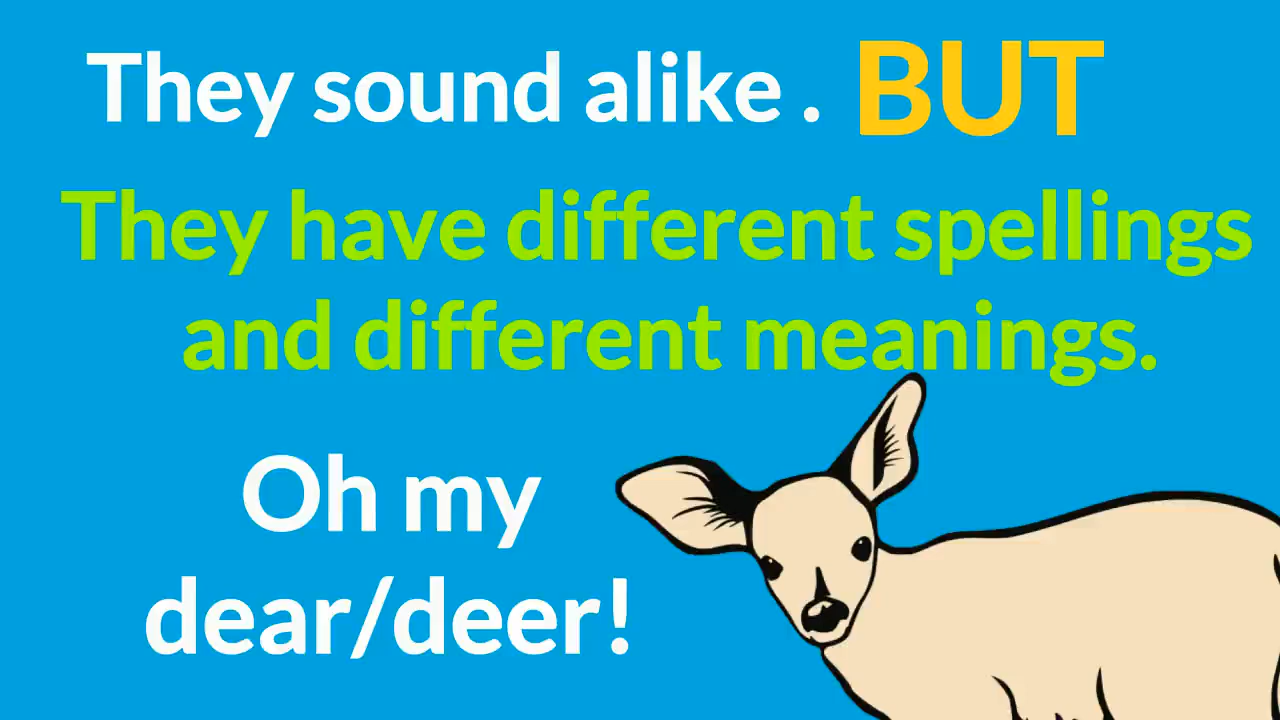 They sound alike . BUT
They have different spellings
and different meanings.
Oh my
dear/deer!